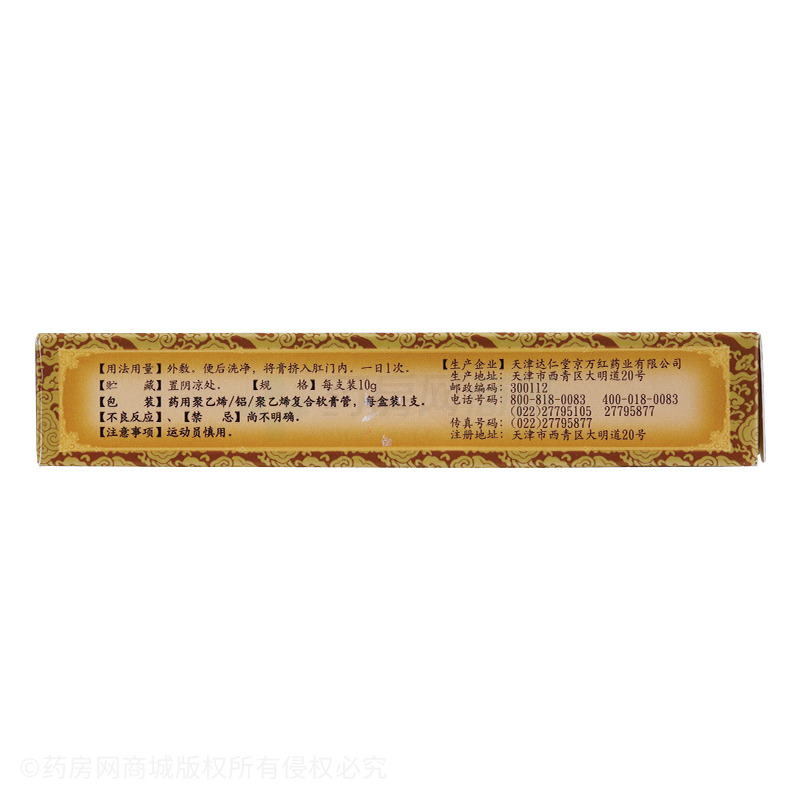 【用法用量】外敷。便后洗净，将膏挤入肛门内。一日1次。
【贮　　藏】置阴凉处。　【规　　格】每支装10g
【包　　装】药用聚乙烯/铝/聚乙烯复合软膏管，每盒装1支。
【不良反应】、【禁　　忌】尚不明确。
【注意事项】运动员慎用。
【生产企业】天津达仁堂京万红药业有限公司
生产地址：天津市西青区大明道20号
邮政编码：300112
电话号码：800-818-0083　400-018-0083
(022)27795105　27795877
传真号码：(022)27795877
注册地址：天津市西青区大明道20号
©药房网商城版权所有侵权必究